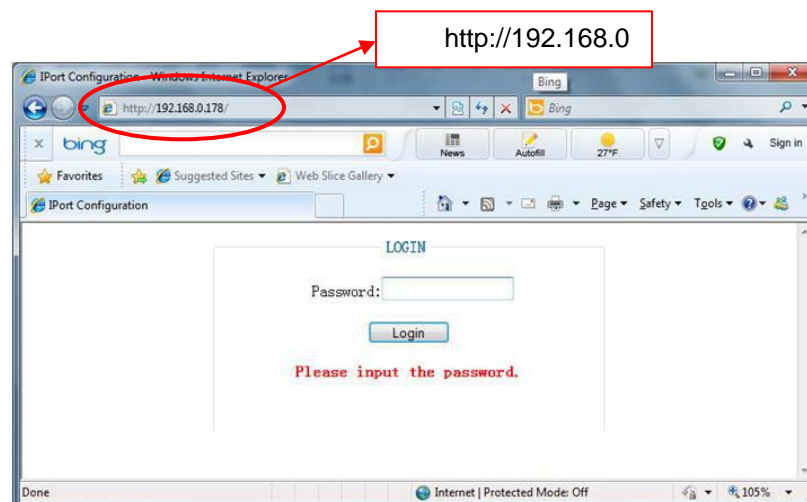 http://192.168.0
IPort Configuration - Windows Internet Explorer
Bing
http://192.168.0.178/
Bing
x bing
News
Autofill
27°F
Sign in
Favorites
Suggested Sites
Web Slice Gallery
IPort Configuration
Page
Safety
Tools
LOGIN
Password:
Login
Please input the password.
Done
Internet | Protected Mode: Off
105%